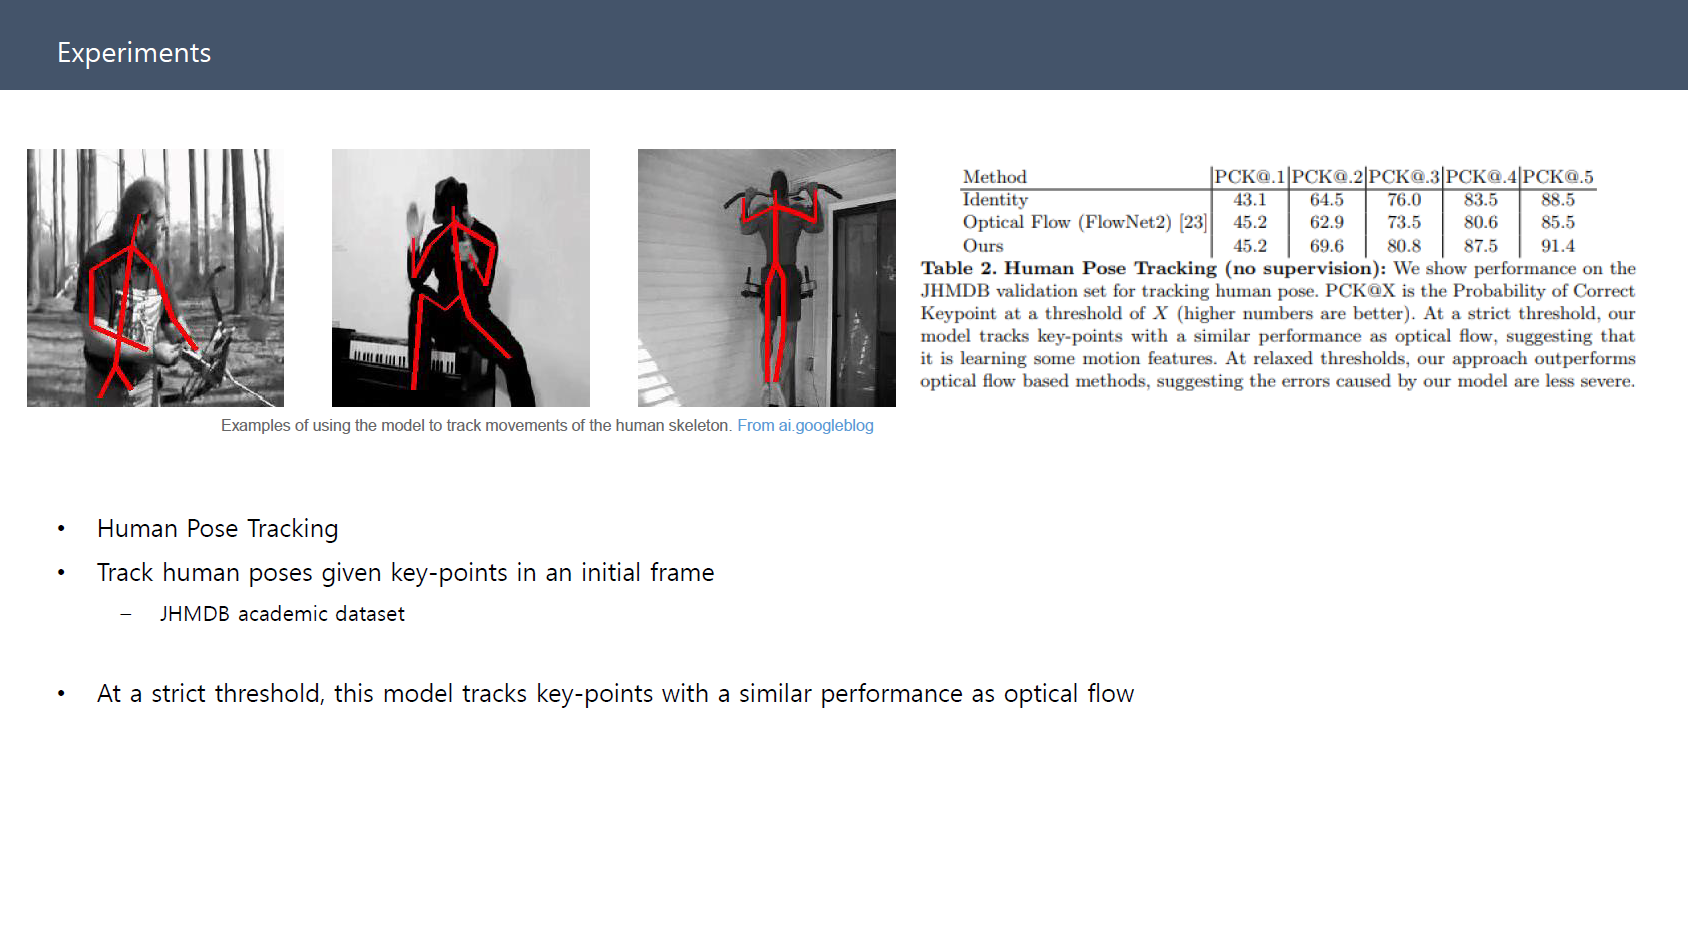 Experiments
Method PCK@.1 PCK@.2 PCK@.3 PCK@.4 PCK@.5
Identity 43.1 64.5 76.0 83.5 88.5
Optical Flow (FlowNet2) [23] 45.2 62.9 73.5 80.6 85.5
Ours 45.2 69.6 80.8 87.5 91.4
Table 2. Human Pose Tracking (no supervision): We show performance on the
JHMDB validation set for tracking human pose. PCK@X is the Probability of Correct
Keypoint at a threshold of X (higher numbers are better). At a strict threshold, our
model tracks key-points with a similar performance as optical flow, suggesting that
it is learning some motion features. At relaxed thresholds, our approach outperforms
optical flow based methods, suggesting the errors caused by our model are less severe.
Examples of using the model to track movements of the human skeleton. From ai.googleblog
• Human Pose Tracking
• Track human poses given key-points in an initial frame
– JHMDB academic dataset
• At a strict threshold, this model tracks key-points with a similar performance as optical flow